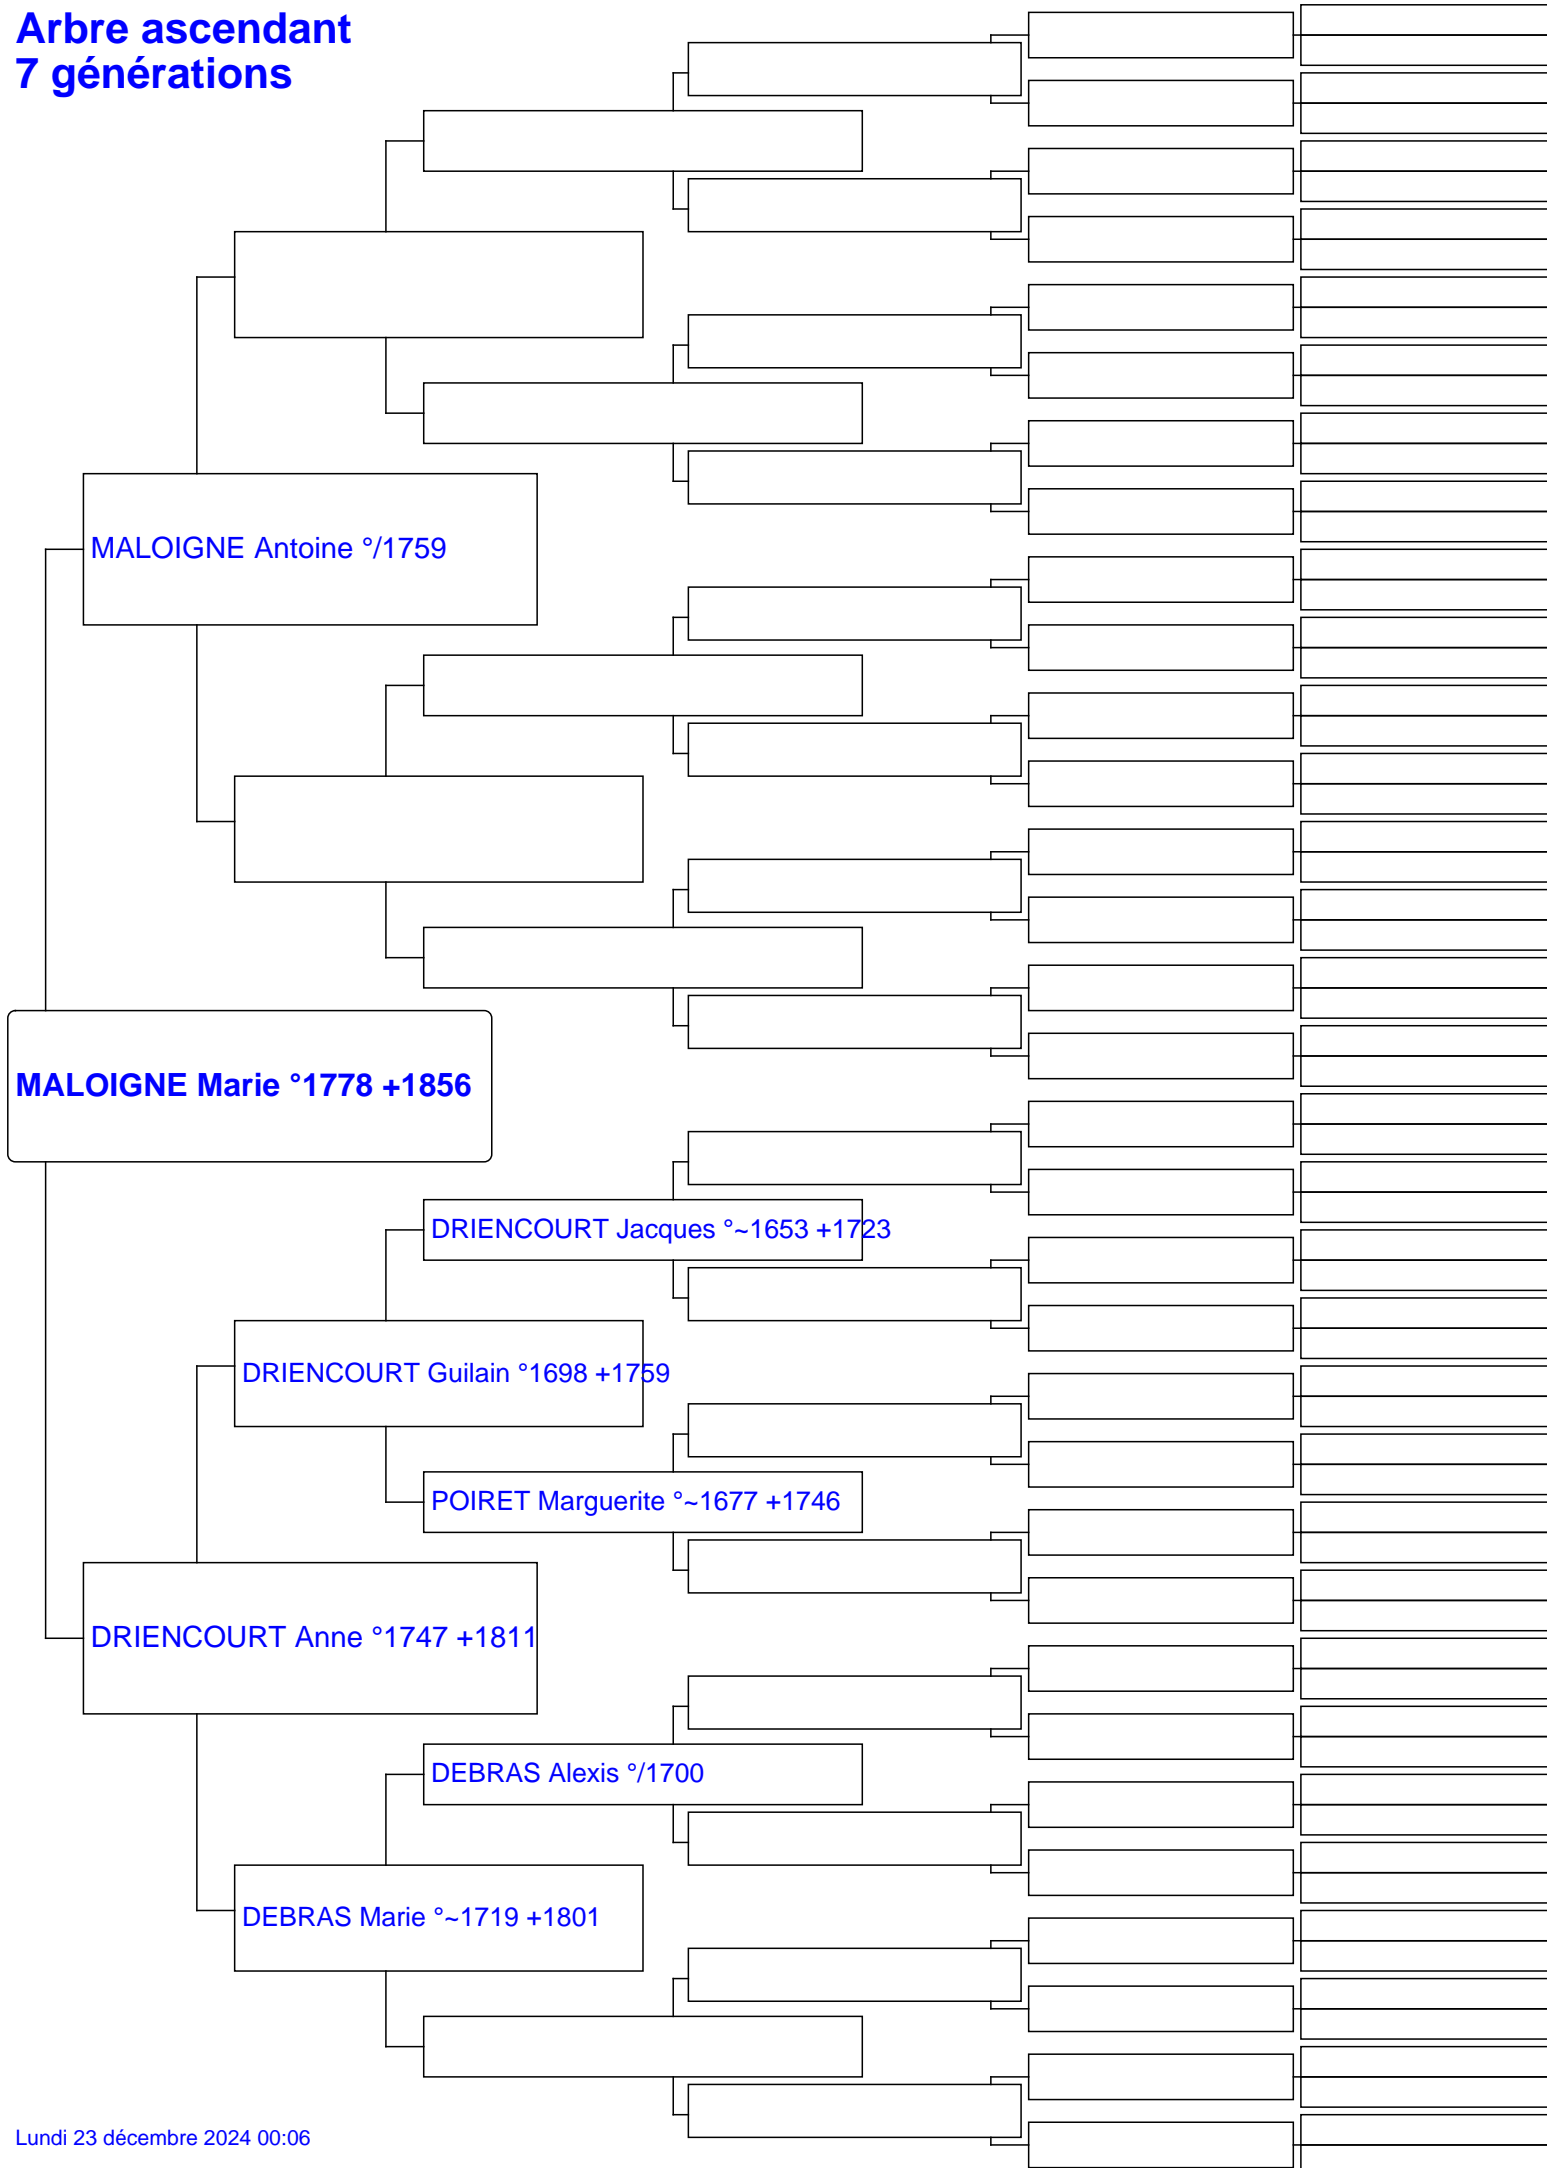 Arbre ascendant
7 générations
MALOIGNE Antoine °/1759
MALOIGNE Marie °1778 +1856
DRIENCOURT Jacques °~1653 +1723
DRIENCOURT Guilain °1698 +1759
POIRET Marguerite °~1677 +1746
DRIENCOURT Anne °1747 +1811
DEBRAS Alexis °/1700
DEBRAS Marie °~1719 +1801
Lundi 23 décembre 2024 00:06